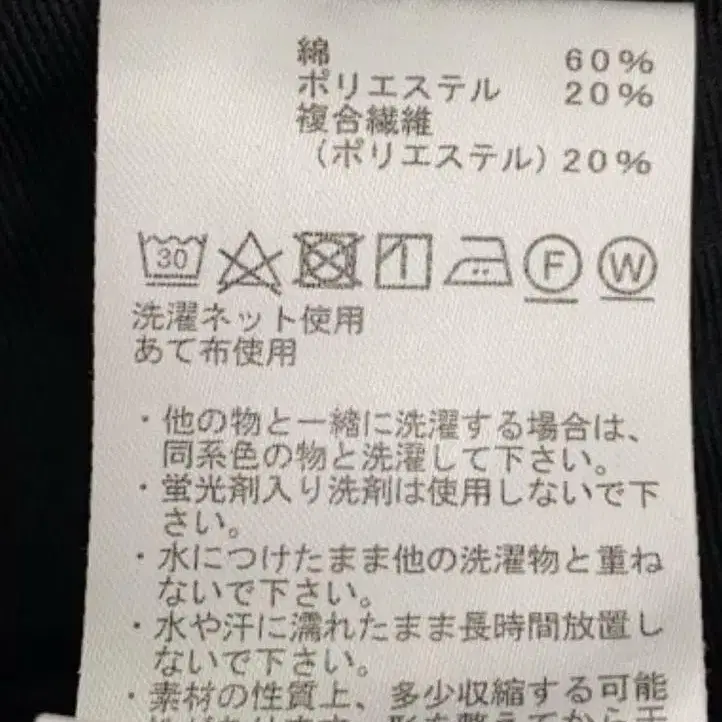 綿 60%
ポリエステル 20%
複合繊維
（ポリエステル）20%
30 F W
洗濯ネット使用
あて布使用
・他の物と一緒に洗濯する場合は、
同系色の物と洗濯して下さい。
・蛍光剤入り洗剤は使用しないで下
さい。
・水につけたまま他の洗濯物と重ね
ないで下さい。
・水や汗に濡れたまま長時間放置し
ないで下さい。
・素材の性質上、多少収縮する可能